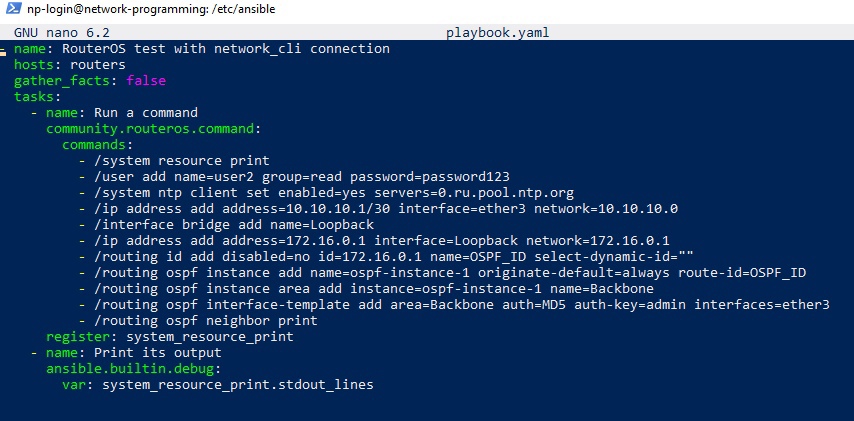 np-login@network-programming: /etc/ansible
GNU nano 6.2 playbook.yaml
- name: RouterOS test with network_cli connection
hosts: routers
gather_facts: false
tasks:
- name: Run a command
community.routeros.command:
commands:
- /system resource print
- /user add name=user2 group=read password=password123
- /system ntp client set enabled=yes servers=0.ru.pool.ntp.org
- /ip address add address=10.10.10.1/30 interface=ether3 network=10.10.10.0
- /interface bridge add name=Loopback
- /ip address add address=172.16.0.1 interface=Loopback network=172.16.0.1
- /routing id add disabled=no id=172.16.0.1 name=OSPF_ID select-dynamic-id=""
- /routing ospf instance add name=ospf-instance-1 originate-default=always route-id=OSPF_ID
- /routing ospf instance area add instance=ospf-instance-1 name=Backbone
- /routing ospf interface-template add area=Backbone auth=MD5 auth-key=admin interfaces=ether3
- /routing ospf neighbor print
register: system_resource_print
- name: Print its output
ansible.builtin.debug:
var: system_resource_print.stdout_lines